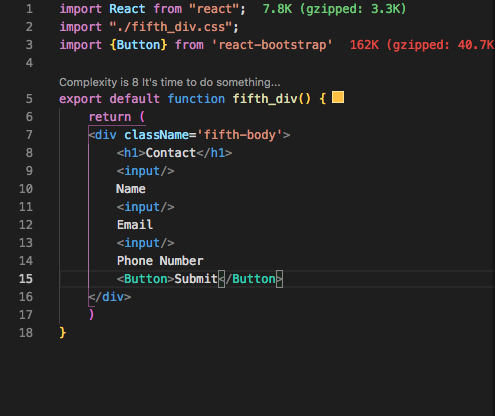 1 import React from "react"; 7.8K (gzipped: 3.3K)
2 import "./fifth_div.css";
3 import {Button} from 'react-bootstrap' 162K (gzipped: 40.7K
4
Complexity is 8 It's time to do something...
5 export default function fifth_div() {
6 return (
7 <div className='fifth-body'>
8 <h1>Contact</h1>
9 <input/>
10 Name
11 <input/>
12 Email
13 <input/>
14 Phone Number
15 <Button>Submit</Button>
16 </div>
17 )
18 }